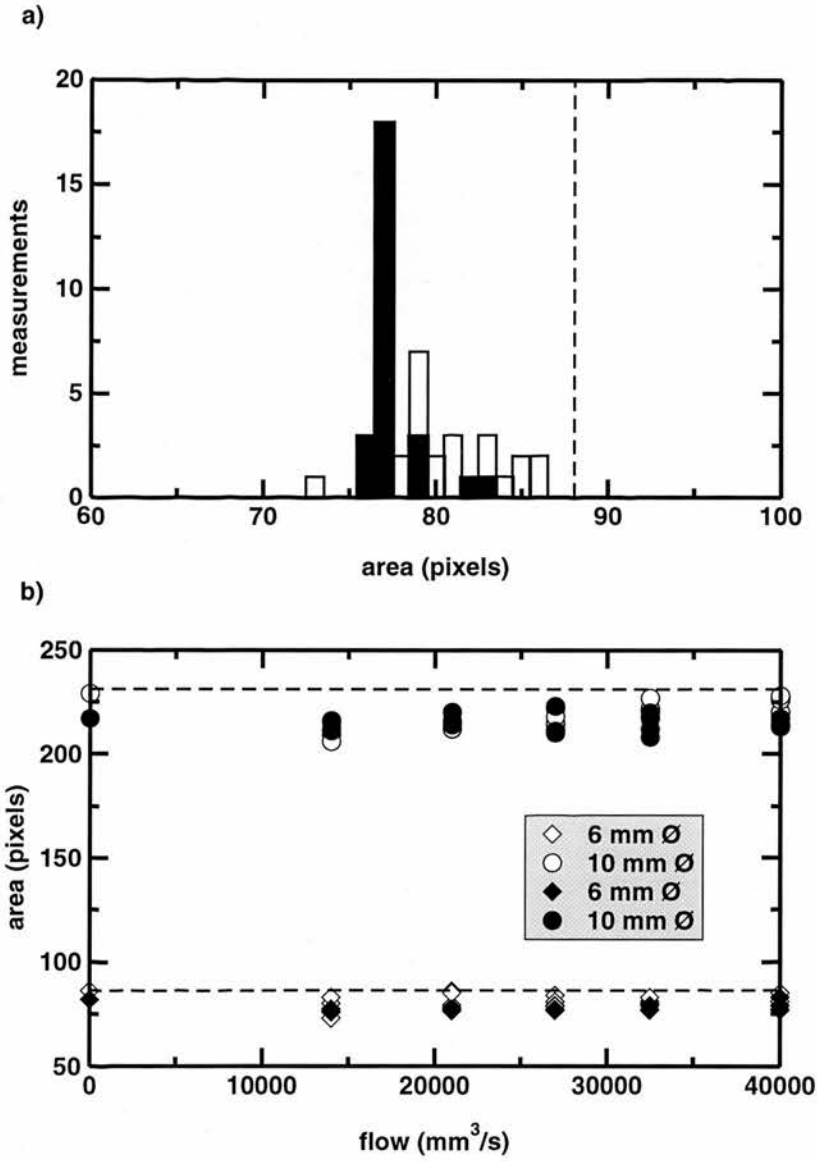 a)
20
15
10
5
0
measurements
60 70 80 90 100
area (pixels)
b)
250
200
150
100
50
area (pixels)
6 mm Ø
10 mm Ø
6 mm Ø
10 mm Ø
0 10000 20000 30000 40000
flow (mm³/s)